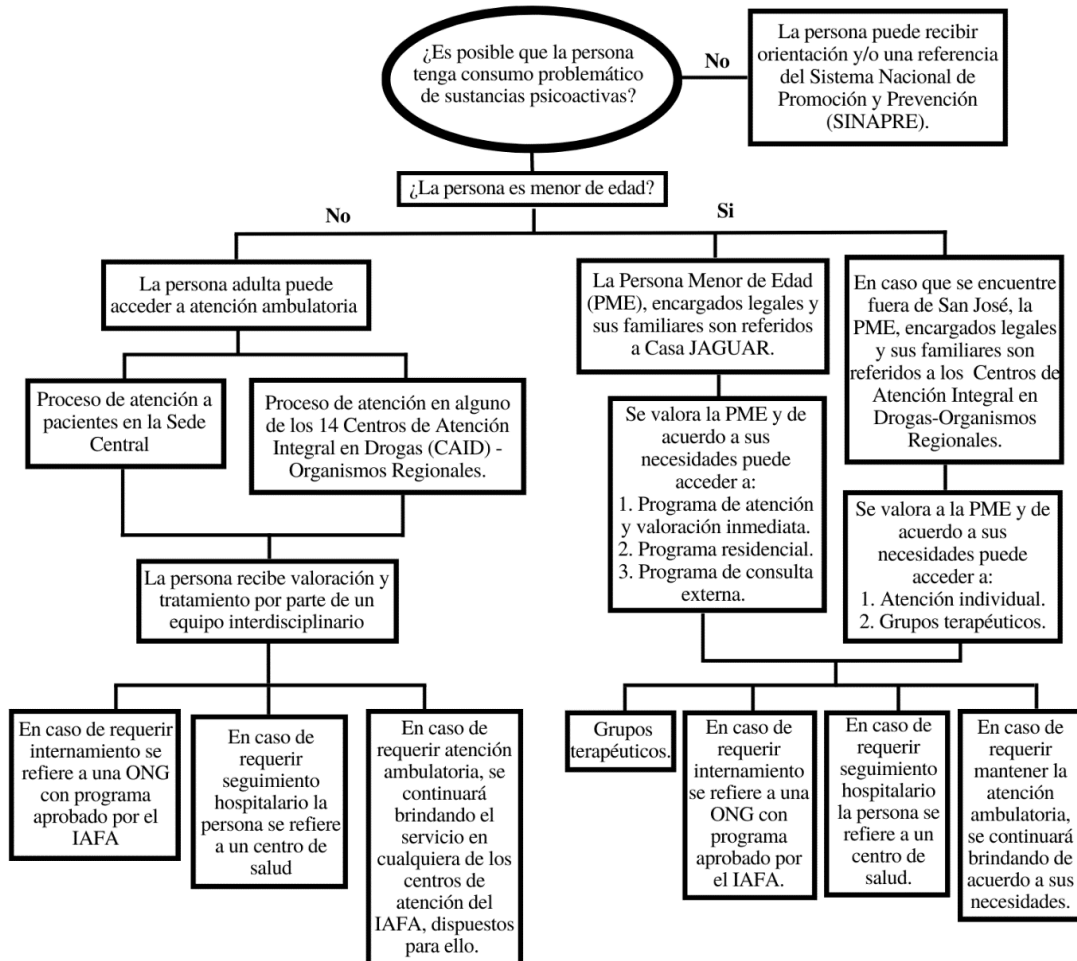 ¿Es posible que la persona
tenga consumo problemático
de sustancias psicoactivas?
No
La persona puede recibir
orientación y/o una referencia
del Sistema Nacional de
Promoción y Prevención
(SINAPRE).
¿La persona es menor de edad?
No
Si
La persona adulta puede
acceder a atención ambulatoria
Proceso de atención a
pacientes en la Sede
Central
Proceso de atención en alguno
de los 14 Centros de Atención
Integral en Drogas (CAID) -
Organismos Regionales.
La persona recibe valoración y
tratamiento por parte de un
equipo interdisciplinario
En caso de requerir
internamiento se
refiere a una ONG
con programa
aprobado por el
IAFA
En caso de
requerir
seguimiento
hospitalario la
persona se refiere
a un centro de
salud
En caso de
requerir atención
ambulatoria, se
continuará
brindando el
servicio en
cualquiera de los
centros de
atención del
IAFA, dispuestos
para ello.
La Persona Menor de Edad
(PME), encargados legales y
sus familiares son referidos
a Casa JAGUAR.
Se valora la PME y de
acuerdo a sus
necesidades puede
acceder a:
1. Programa de atención
y valoración inmediata.
2. Programa residencial.
3. Programa de consulta
externa.
En caso que se encuentre
fuera de San José, la
PME, encargados legales
y sus familiares son
referidos a los Centros de
Atención Integral en
Drogas-Organismos
Regionales.
Se valora a la PME y de
acuerdo a sus
necesidades puede
acceder a:
1. Atención individual.
2. Grupos terapéuticos.
Grupos
terapéuticos.
En caso de
requerir
internamiento
se refiere a una
ONG con
programa
aprobado por
el IAFA.
En caso de
requerir
seguimiento
hospitalario
la persona se
refiere a un
centro de
salud.
En caso de
requerir
mantener la
atención
ambulatoria,
se continuará
brindando de
acuerdo a sus
necesidades.